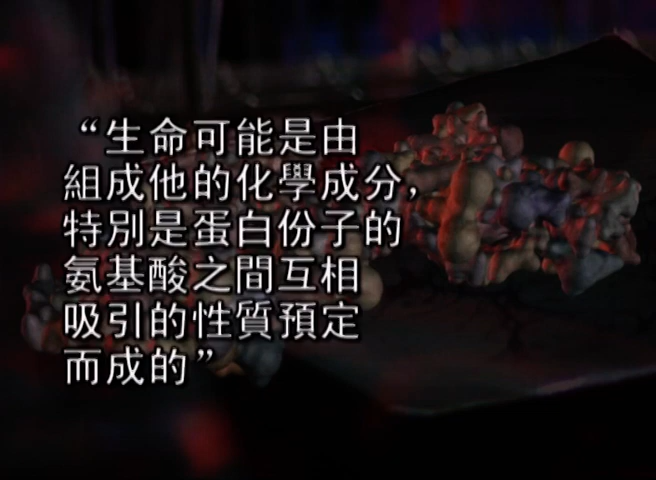 “生命可能是由
組成他的化學成分，
特別是蛋白份子的
氨基酸之間互相
吸引的性質預定
而成的”